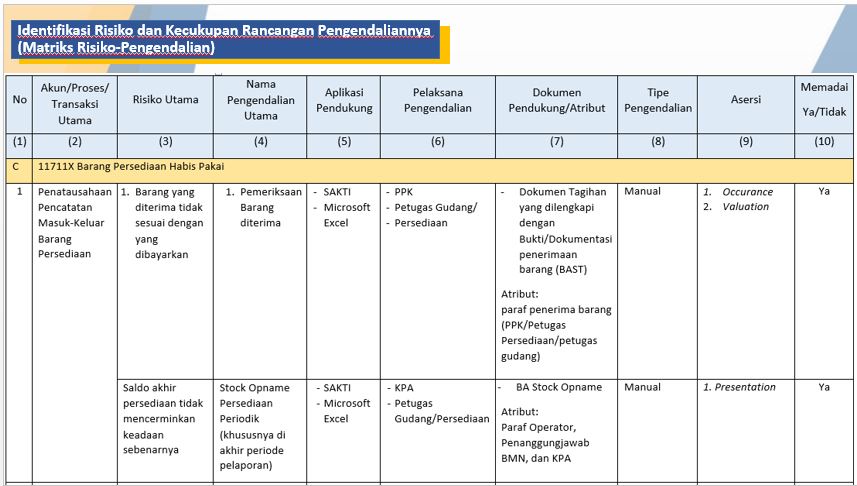 Identifikasi Risiko dan Kecukupan Rancangan Pengendaliannya
(Matriks Risiko-Pengendalian)
No
Akun/Proses/
Transaksi
Utama
Risiko Utama
Nama
Pengendalian
Utama
Aplikasi
Pendukung
Pelaksana
Pengendalian
Dokumen
Pendukung/Atribut
Tipe
Pengendalian
Asersi
Memadai
Ya/Tidak
(1)
(2)
(3)
(4)
(5)
(6)
(7)
(8)
(9)
(10)
C
11711X Barang Persediaan Habis Pakai
1
Penatausahaan
Pencatatan
Masuk-Keluar
Barang
Persediaan
1. Barang yang
diterima tidak
sesuai dengan
yang
dibayarkan
1. Pemeriksaan
Barang
diterima
- SAKTI
- Microsoft
Excel
- PPK
- Petugas Gudang/
- Persediaan
- Dokumen Tagihan
yang dilengkapi
dengan
Bukti/Dokumentasi
penerimaan
barang (BAST)
Atribut:
paraf penerima barang
(PPK/Petugas
Persediaan/petugas
gudang)
Manual
1. Occurance
2. Valuation
Ya
Saldo akhir
persediaan tidak
mencerminkan
keadaan
sebenarnya
Stock Opname
Persediaan
Periodik
(khususnya di
akhir periode
pelaporan)
- SAKTI
- Microsoft
Excel
- KPA
- Petugas
Gudang/Persediaan
- BA Stock Opname
Atribut:
Paraf Operator,
Penanggungjawab
BMN, dan KPA
Manual
1. Presentation
Ya